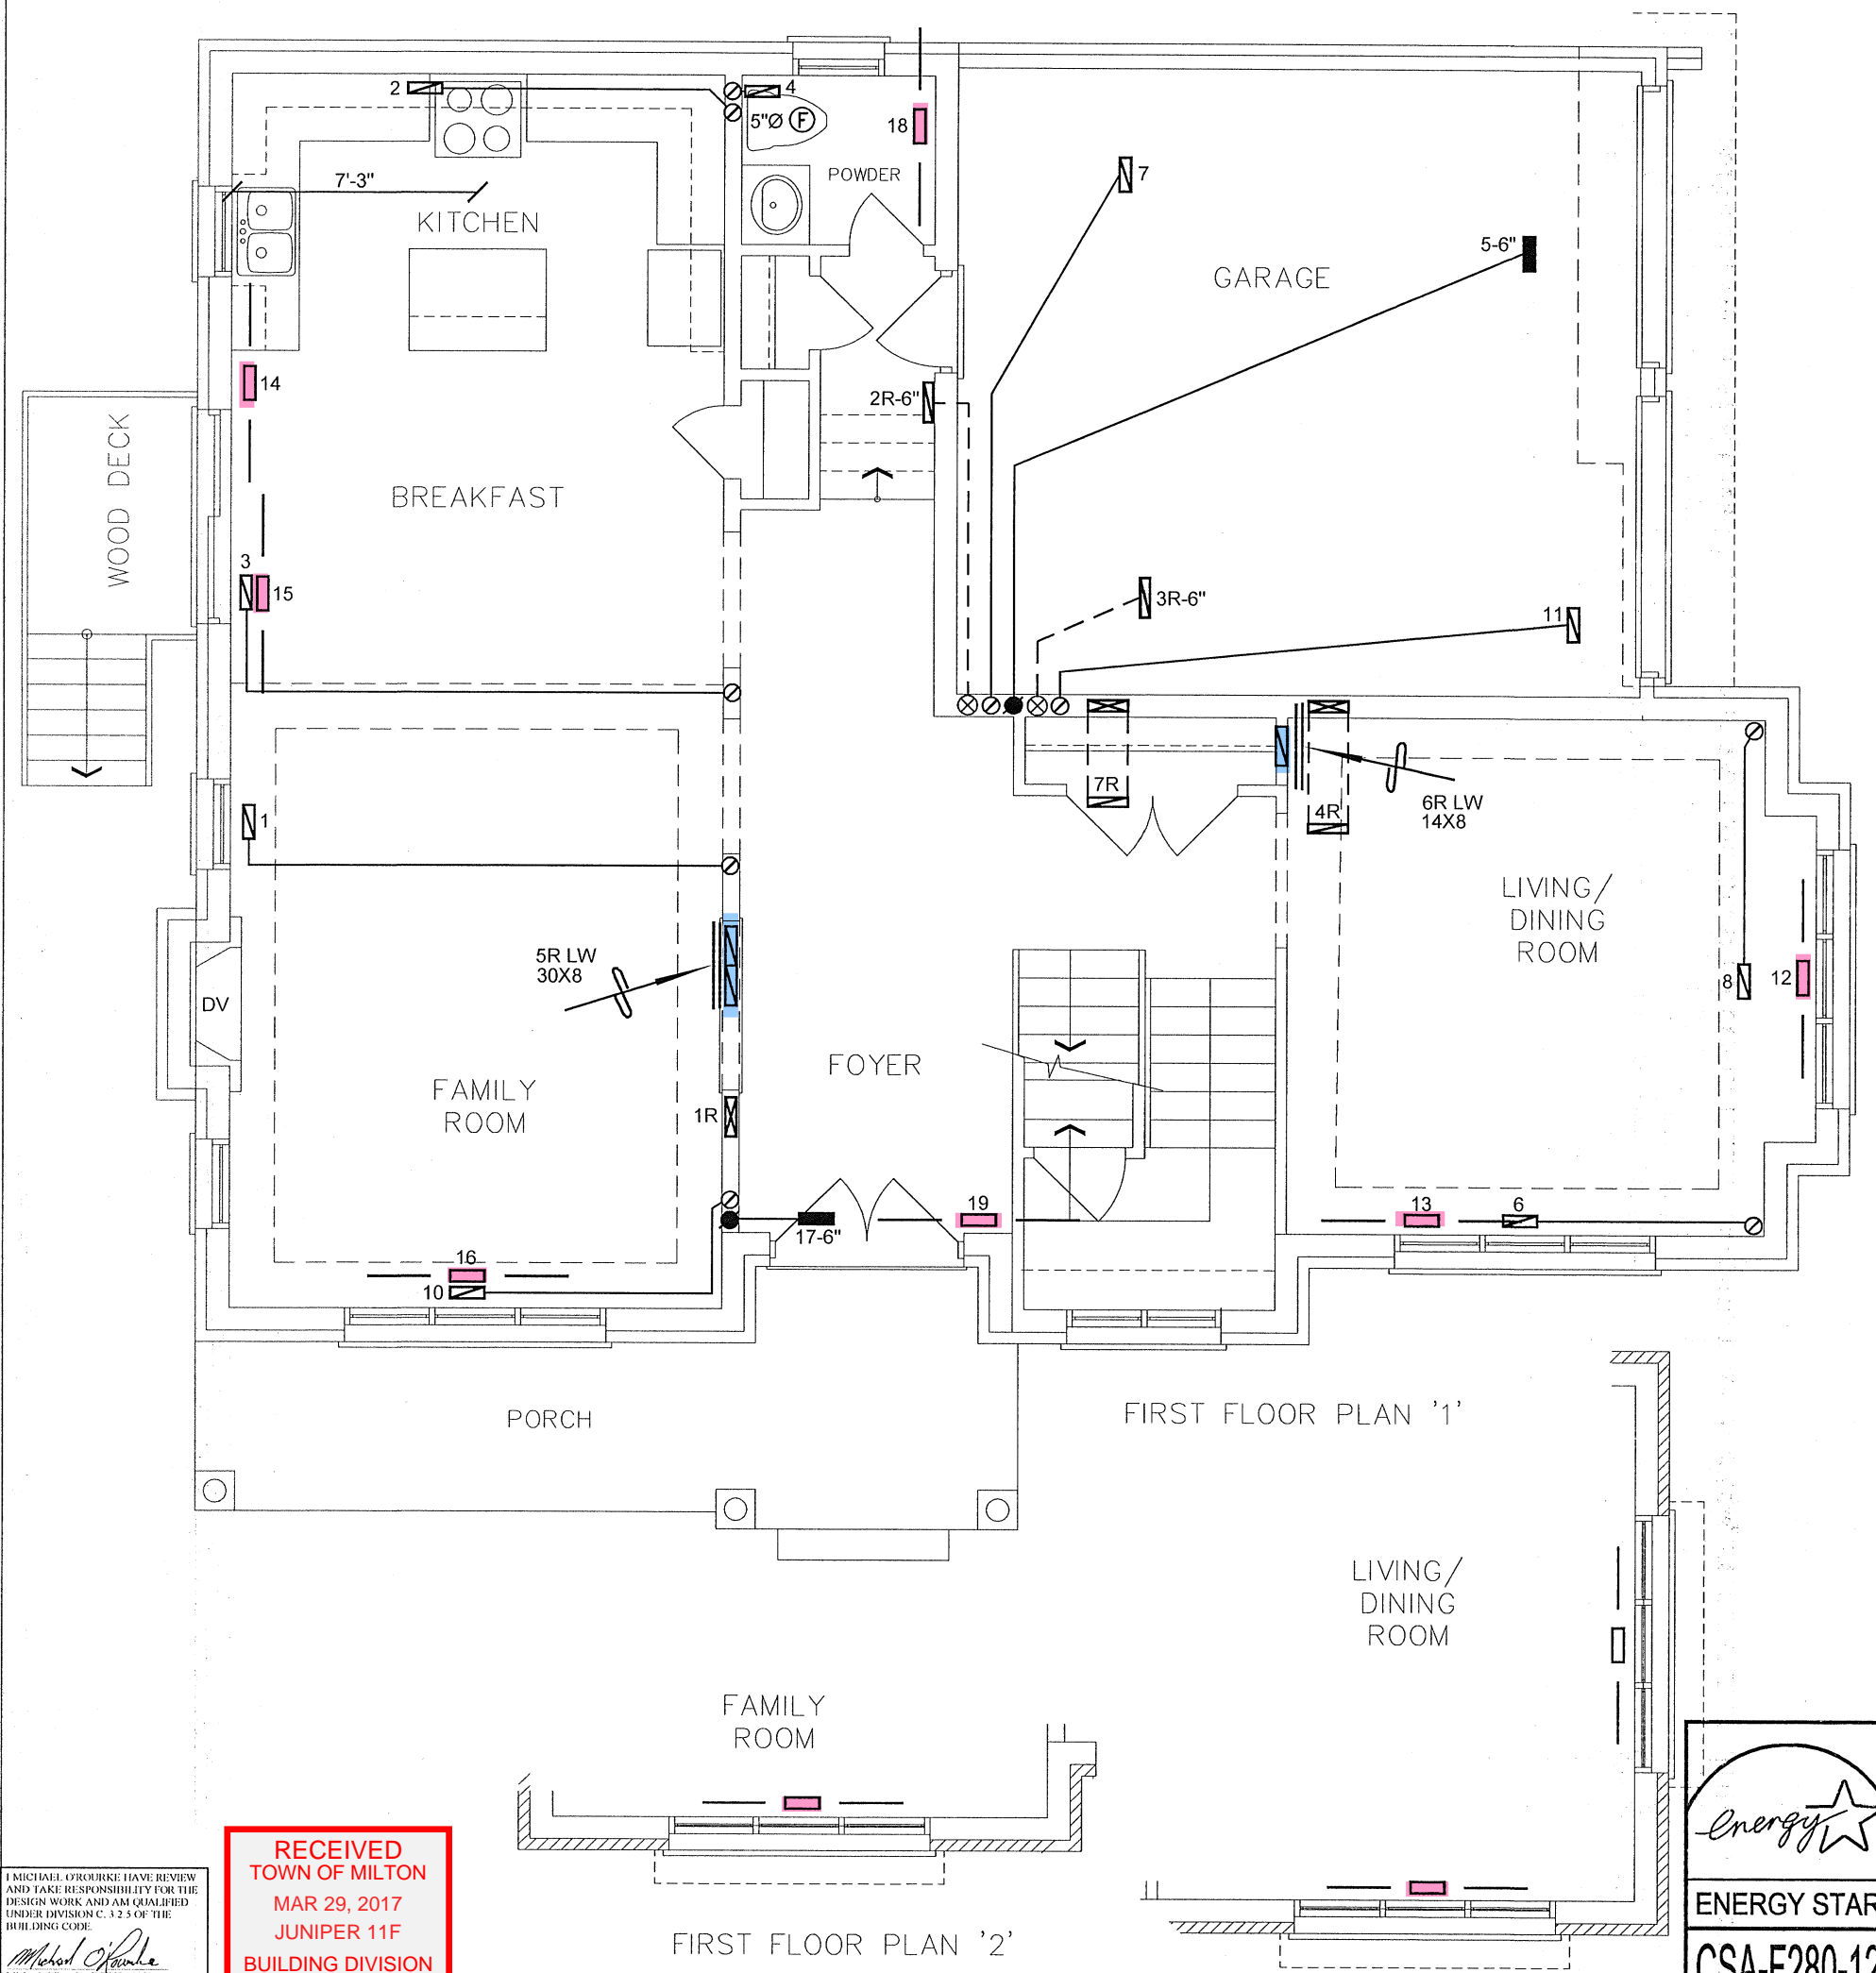 2
4
5"Ø F
18
POWDER
7
7'-3"
KITCHEN
5-6"
GARAGE
14
2R-6"
WOOD DECK
BREAKFAST
3
15
3R-6"
11
7R
4R
6R LW
14X8
1
LIVING/
DINING
ROOM
5R LW
30X8
8
12
DV
FOYER
FAMILY
ROOM
1R
19
13
6
17-6"
16
10
PORCH
FIRST FLOOR PLAN '1'
LIVING/
DINING
ROOM
FAMILY
ROOM
FIRST FLOOR PLAN '2'
I MICHAEL O'ROURKE HAVE REVIEW
AND TAKE RESPONSIBILITY FOR THE
DESIGN WORK AND AM QUALIFIED
UNDER DIVISION C, 3.2.5 OF THE
BUILDING CODE.
Michael O'Rourke
RECEIVED
TOWN OF MILTON
MAR 29, 2017
JUNIPER 11F
BUILDING DIVISION
energy
ENERGY STAR
CSA-F280-12